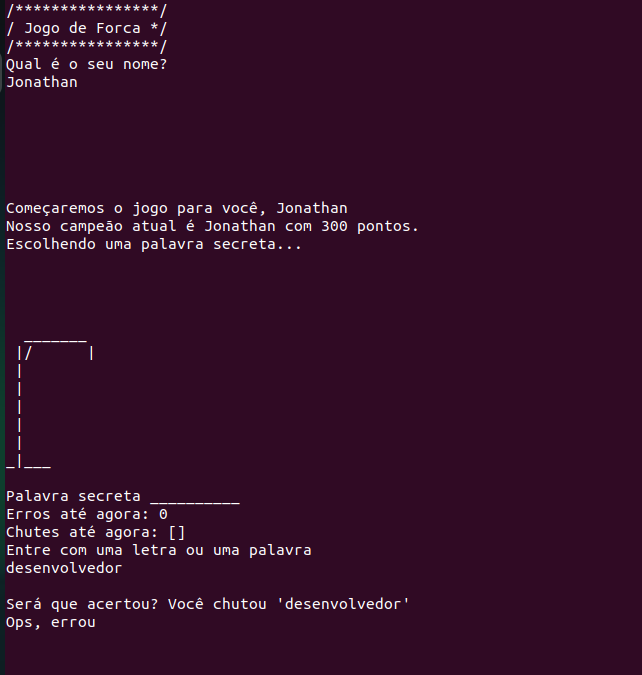 /****************/
/ Jogo de Forca */
/****************/
Qual é o seu nome?
Jonathan
Começaremos o jogo para você, Jonathan
Nosso campeão atual é Jonathan com 300 pontos.
Escolhendo uma palavra secreta...
  _______
 |/      |
 |
 |
 |
 |
 |
_|___
Palavra secreta __________
Erros até agora: 0
Chutes até agora: []
Entre com uma letra ou uma palavra
desenvolvedor
Será que acertou? Você chutou 'desenvolvedor'
Ops, errou